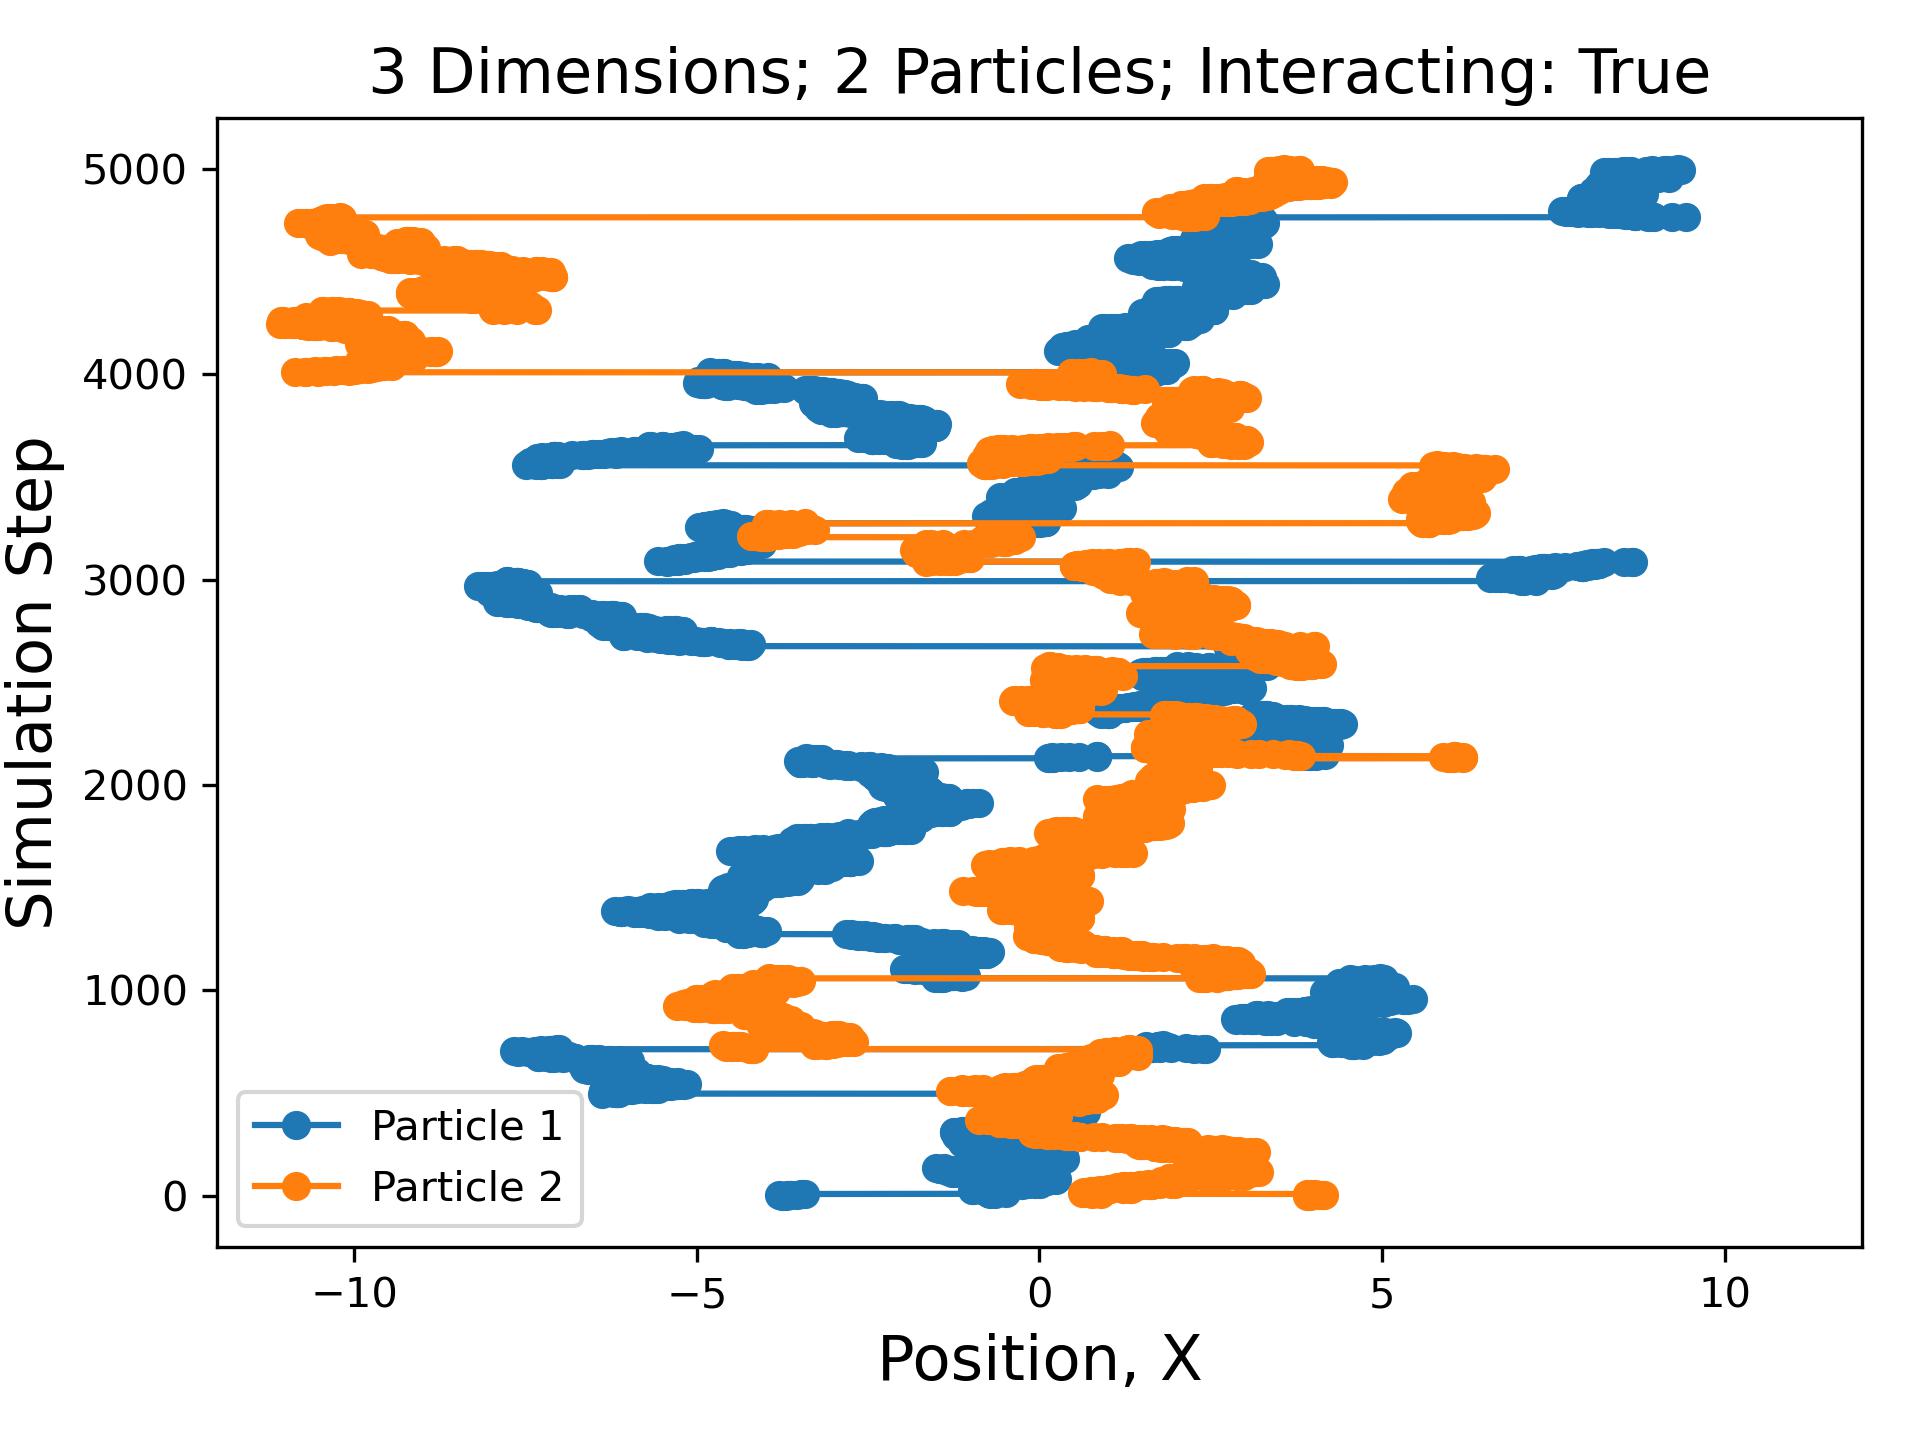 3 Dimensions; 2 Particles; Interacting: True
Simulation Step
5000
4000
3000
2000
1000
0
Particle 1
Particle 2
−10
−5
0
5
10
Position, X